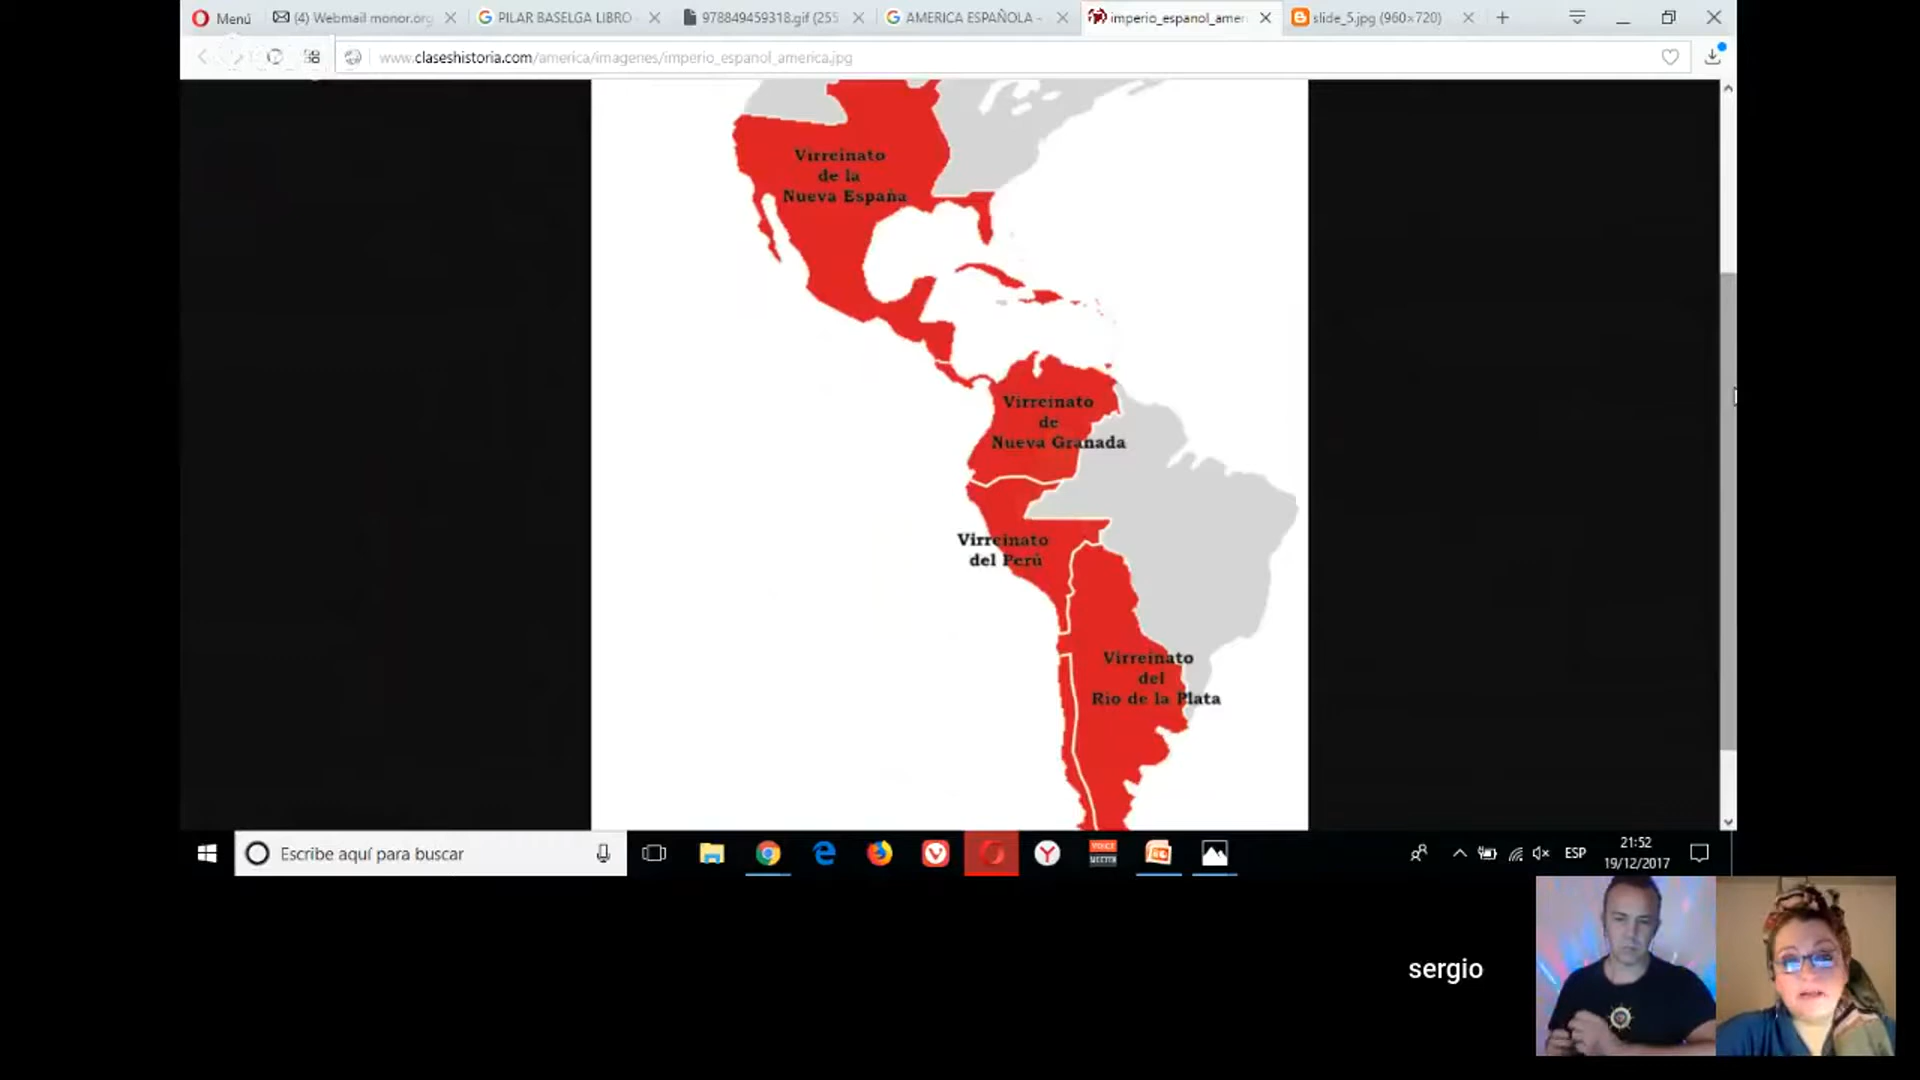 Menú
(4) Webmail monor.org
PILAR BASELGA LIBRO -
978849459318.gif (255
AMERICA ESPAÑOLA -
imperio_espanol_amer
slide_5.jpg (960×720)
www.claseshistoria.com/america/imagenes/imperio_espanol_america.jpg
Virreinato
de la
Nueva España
Virreinato
de
Nueva Granada
Virreinato
del Perú
Virreinato
del
Rio de la Plata
Escribe aquí para buscar
VOICE
ESP
21:52
19/12/2017
sergio